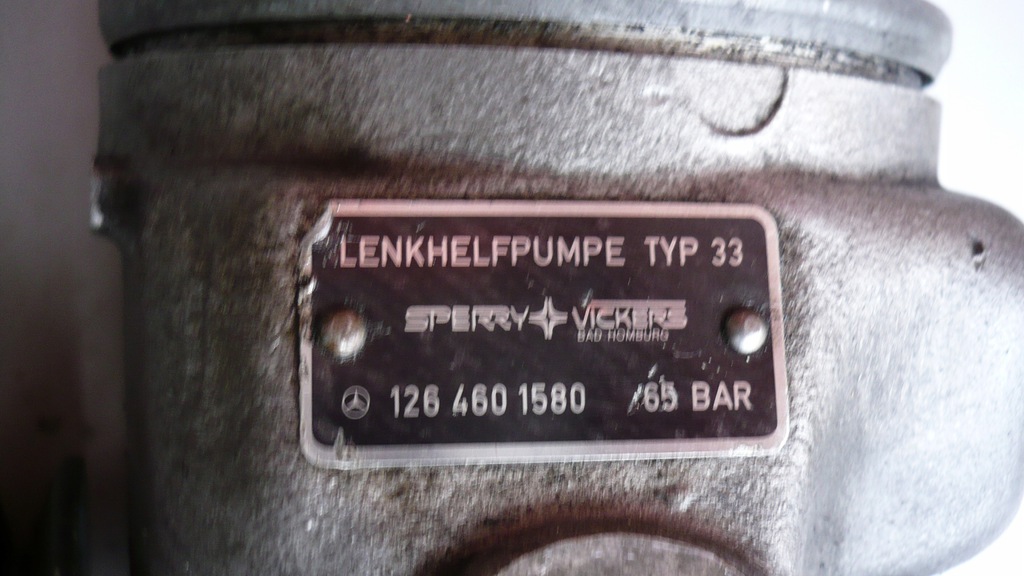 LENKHELFPUMPE TYP 33
SPERRY VICKERS
BAD HOMBURG
126 460 1580 /65 BAR